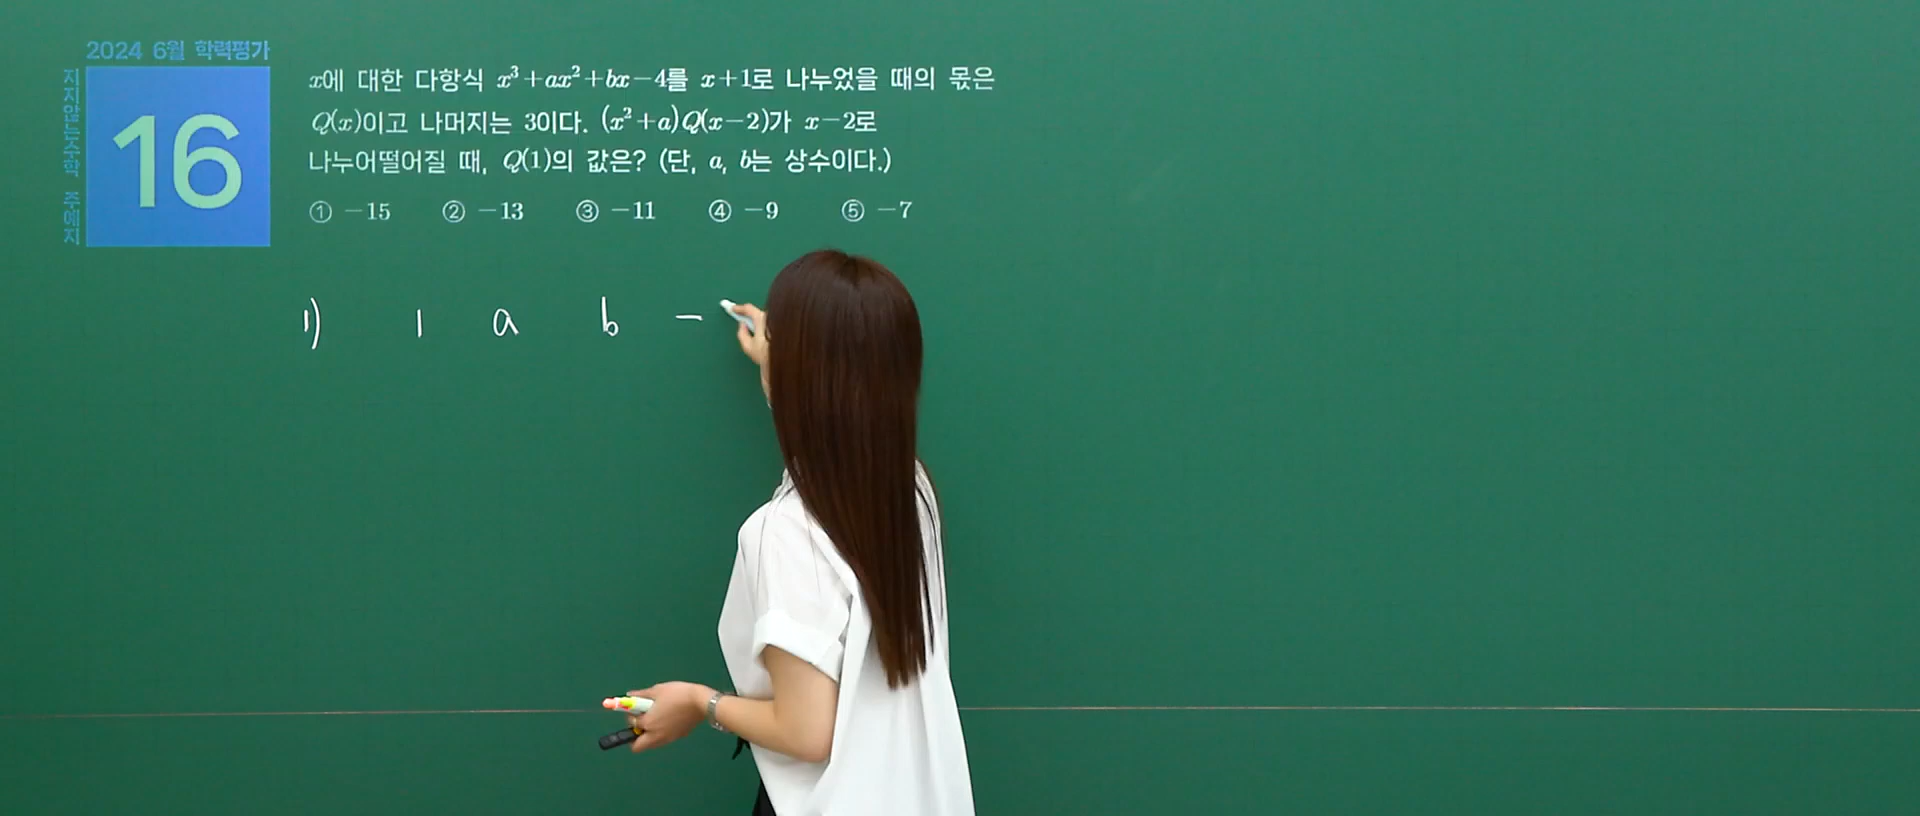 2024 6월 학력평가
지지않는수학 주예지
16
x에 대한 다항식 x³+ax²+bx−4를 x+1로 나누었을 때의 몫은
Q(x)이고 나머지는 3이다. (x²+a)Q(x−2)가 x−2로
나누어떨어질 때, Q(1)의 값은? (단, a, b는 상수이다.)
① −15 ② −13 ③ −11 ④ −9 ⑤ −7
1) 1 a b −